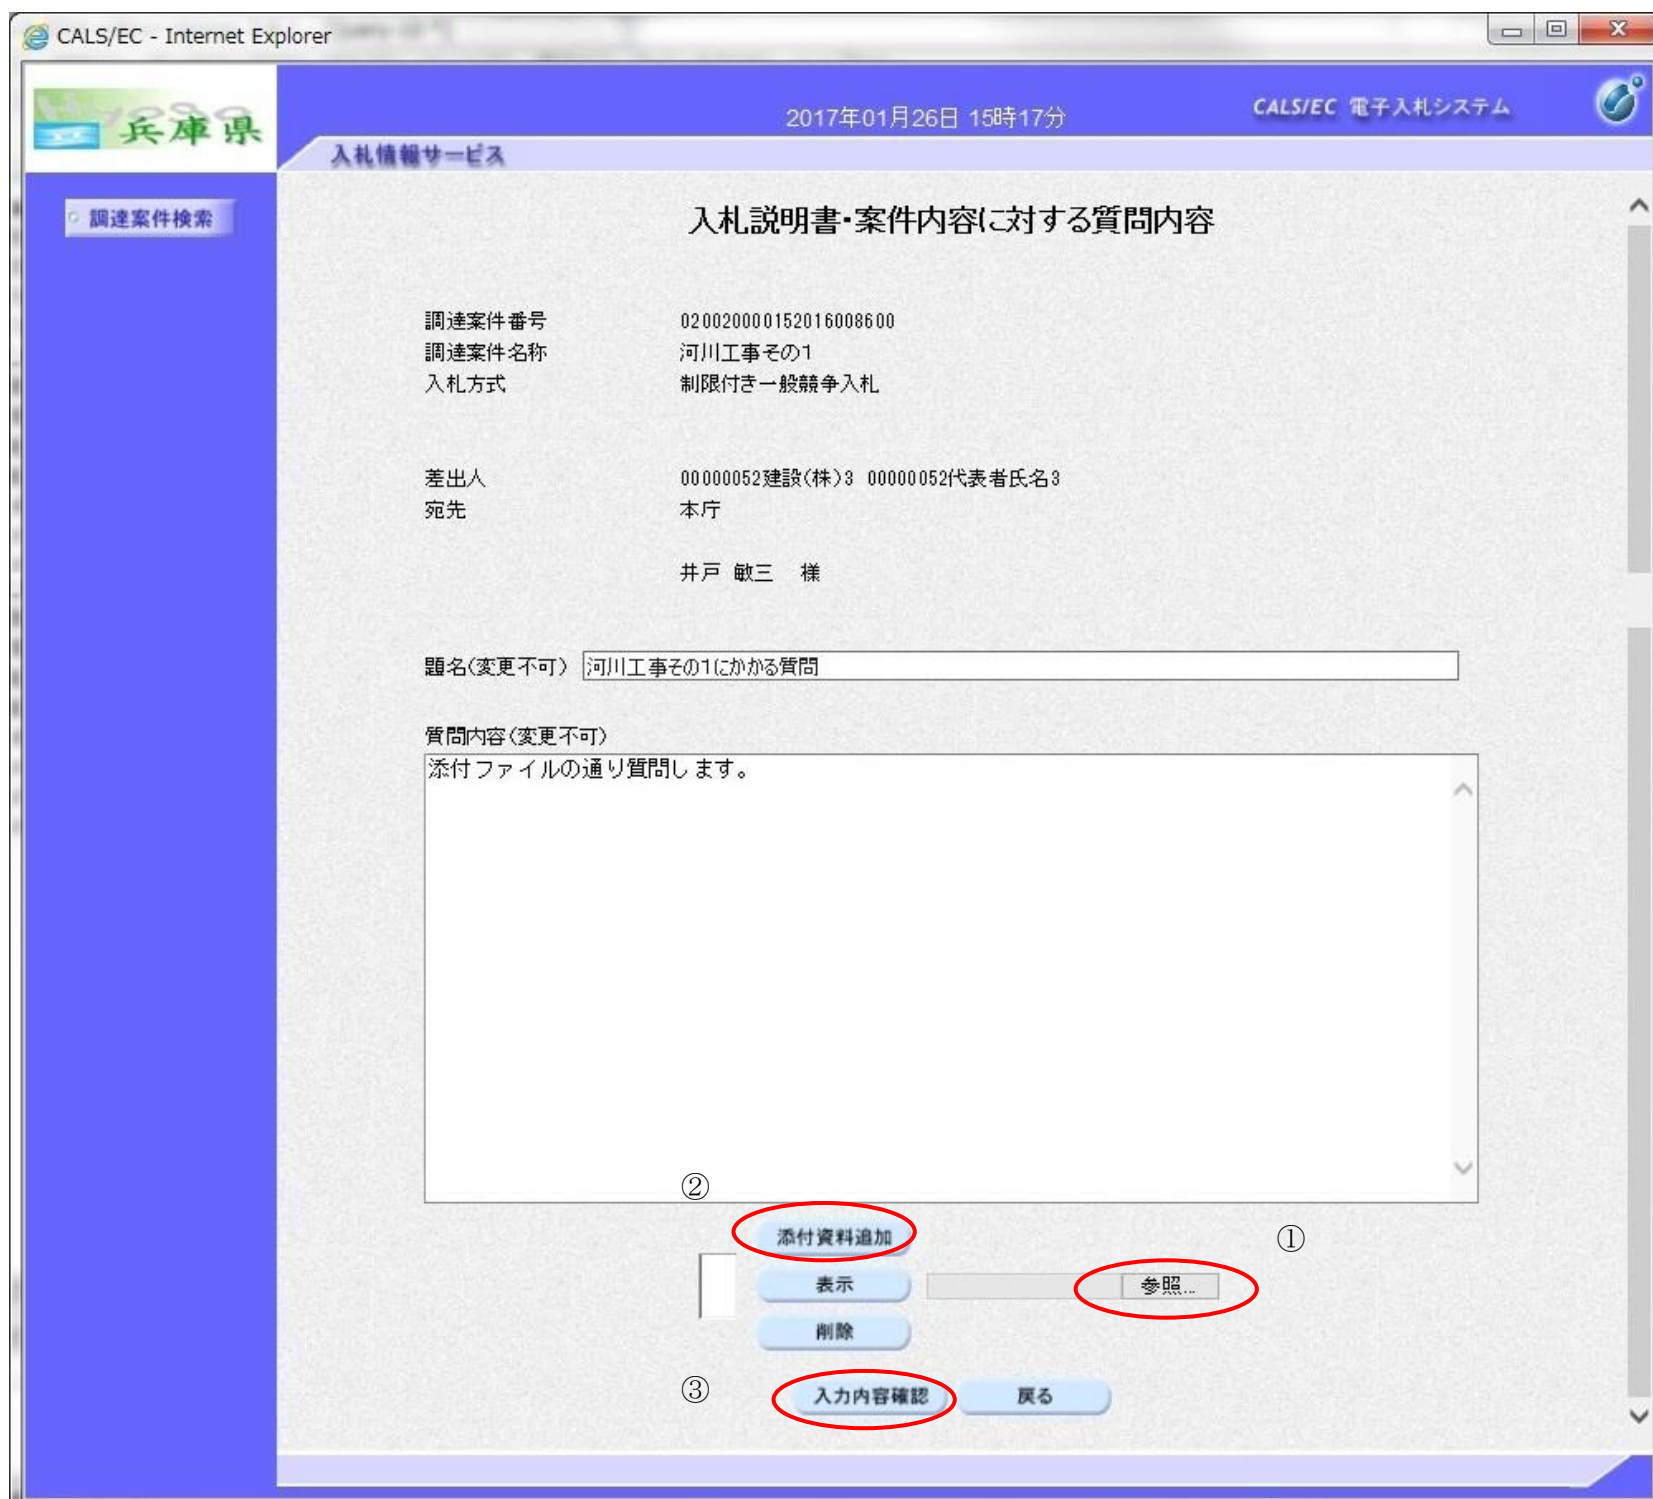 CALS/EC - Internet Explorer
兵庫県
2017年01月26日 15時17分
CALS/EC 電子入札システム
入札情報サービス
調達案件検索
入札説明書・案件内容に対する質問内容
調達案件番号 020020000152016008600
調達案件名称 河川工事その1
入札方式 制限付き一般競争入札
差出人 00000052建設(株)3 00000052代表者氏名3
宛先 本庁
井戸 敏三 様
題名(変更不可) 河川工事その1にかかる質問
質問内容(変更不可)
添付ファイルの通り質問します。
②
添付資料追加
①
表示 参照...
削除
③ 入力内容確認 戻る